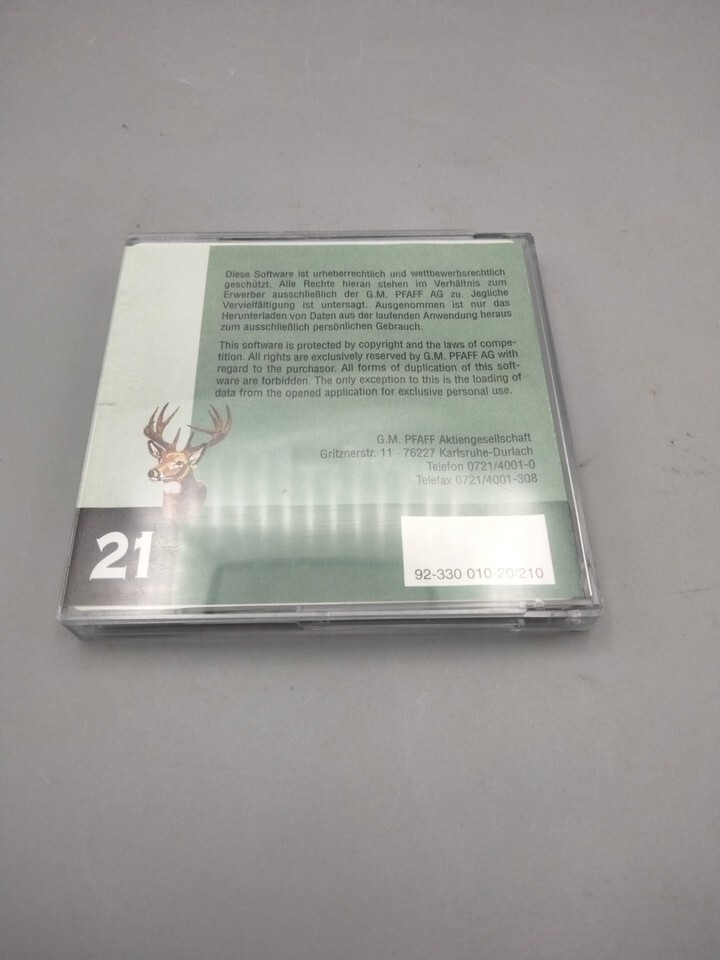 Diese Software ist urheberrechtlich und wettbewerbsrechtlich
geschützt. Alle Rechte hieran stehen im Verhältnis zum
Erwerber ausschließlich der G.M. PFAFF AG zu. Jegliche
Vervielfältigung ist untersagt. Ausgenommen ist nur das
Herunterladen von Daten aus der laufenden Anwendung heraus
zum ausschließlich persönlichen Gebrauch.
This software is protected by copyright and the laws of compe-
tition. All rights are exclusively reserved by G.M. PFAFF AG with
regard to the purchasor. All forms of duplication of this soft-
ware are forbidden. The only exception to this is the loading of
data from the opened application for exclusive personal use.
G.M. PFAFF Aktiengesellschaft
Gritznerstr. 11 - 76227 Karlsruhe-Durlach
Telefon 0721/4001-0
Telefax 0721/4001-308
21
92-330 010-20/210